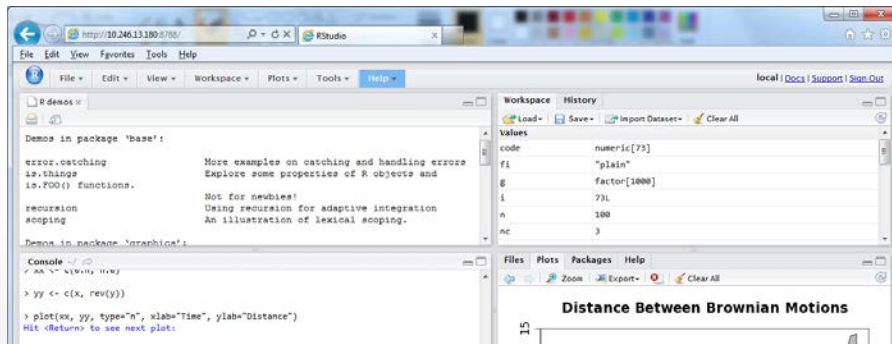 http://10.246.13.180:8788/
RStudio
File Edit View Favorites Tools Help
File Edit View Workspace Plots Tools Help
local | Docs | Support | Sign Out
R demos
Demos in package 'base':
error.catching More examples on catching and handling errors
is.things Explore some properties of R objects and
is.FOO() functions.
Not for newbies!
recursion Using recursion for adaptive integration
scoping An illustration of lexical scoping.
Demos in package 'graphics':
Workspace History
Load Save Import Dataset Clear All
Values
code numeric[73]
fi "plain"
g factor[1000]
i 73L
n 100
nc 3
Console ~/
> xx <- c(0:n, n:0)
> yy <- c(x, rev(y))
> plot(xx, yy, type="n", xlab="Time", ylab="Distance")
Hit <Return> to see next plot:
Files Plots Packages Help
Zoom Export Clear All
Distance Between Brownian Motions
15